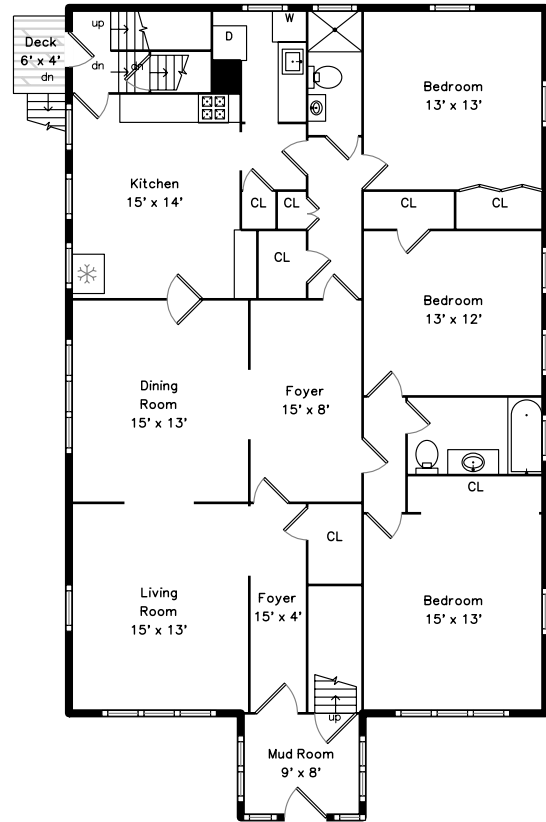 up
W
D
Deck
6' x 4'
dn
dn
dn
Bedroom
13' x 13'
Kitchen
15' x 14'
CL
CL
CL
CL
CL
Bedroom
13' x 12'
Dining
Room
15' x 13'
Foyer
15' x 8'
CL
CL
Living
Room
15' x 13'
Foyer
15' x 4'
Bedroom
15' x 13'
up
Mud Room
9' x 8'